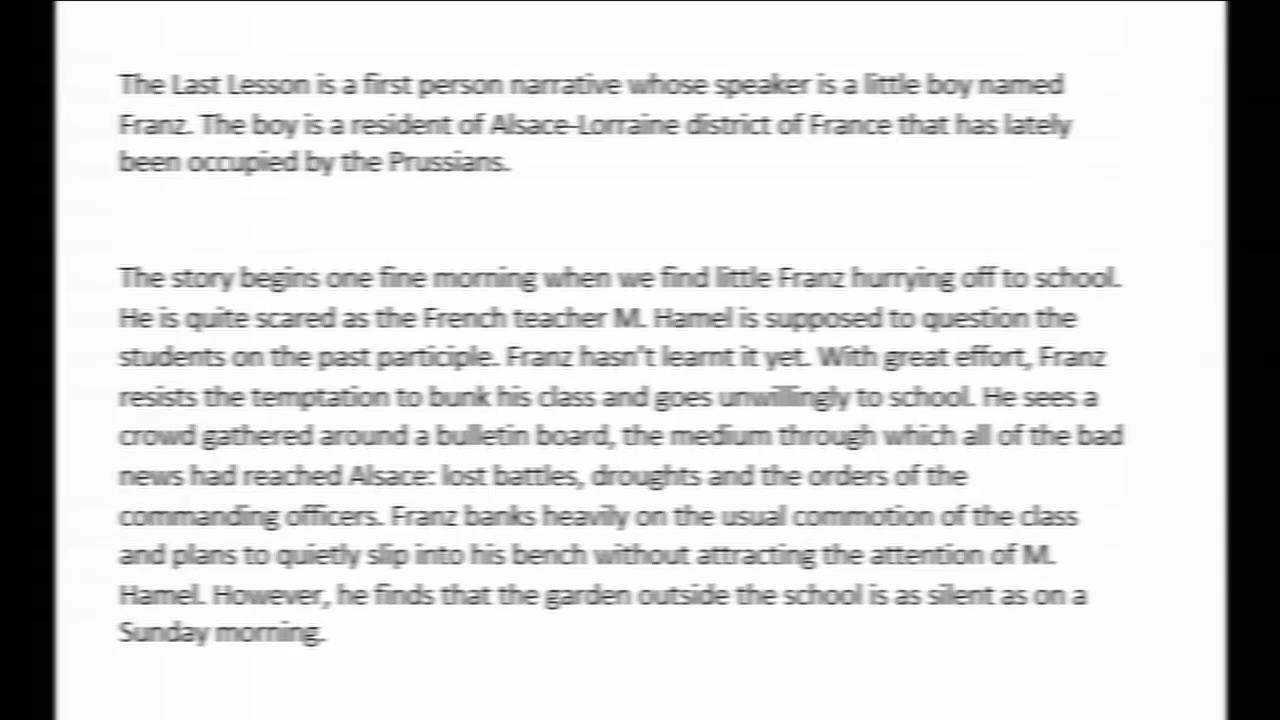 The Last Lesson is a first person narrative whose speaker is a little boy named
Franz. The boy is a resident of Alsace-Lorraine district of France that has lately
been occupied by the Prussians.
The story begins one fine morning when we find little Franz hurrying off to school.
He is quite scared as the French teacher M. Hamel is supposed to question the
students on the past participle. Franz hasn't learnt it yet. With great effort, Franz
resists the temptation to bunk his class and goes unwillingly to school. He sees a
crowd gathered around a bulletin board, the medium through which all of the bad
news had reached Alsace: lost battles, droughts and the orders of the
commanding officers. Franz banks heavily on the usual commotion of the class
and plans to quietly slip into his bench without attracting the attention of M.
Hamel. However, he finds that the garden outside the school is as silent as on a
Sunday morning.